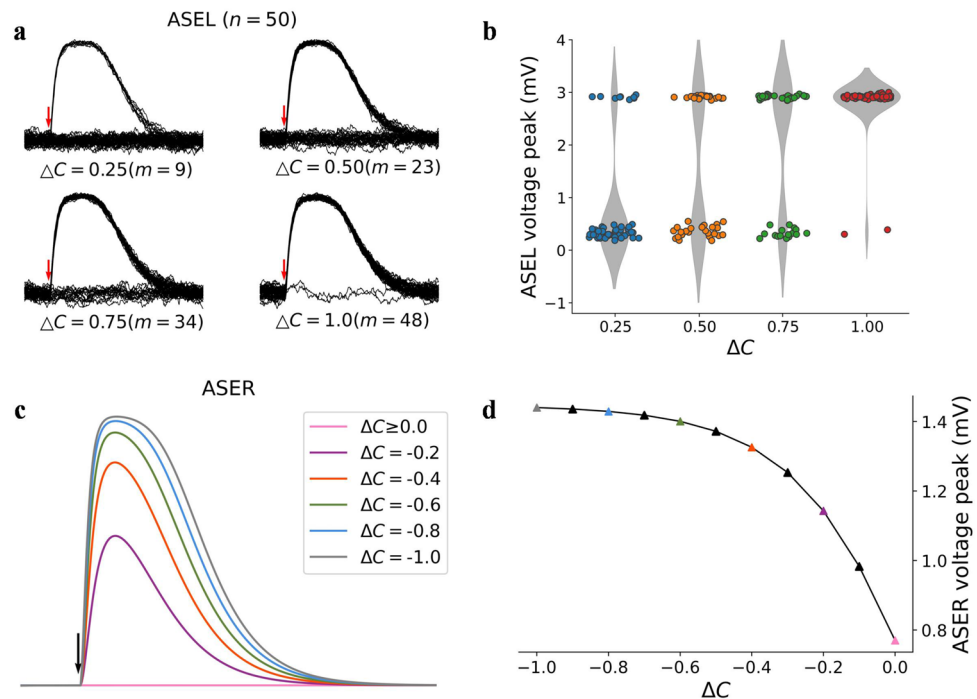 a
ASEL (n = 50)
△C = 0.25(m = 9)
△C = 0.50(m = 23)
△C = 0.75(m = 34)
△C = 1.0(m = 48)
b
ASEL voltage peak (mV)
4
3
2
1
0
−1
0.25
0.50
0.75
1.00
ΔC
c
ASER
ΔC≥0.0
ΔC = -0.2
ΔC = -0.4
ΔC = -0.6
ΔC = -0.8
ΔC = -1.0
d
1.4
1.2
1.0
0.8
ASER voltage peak (mV)
−1.0
−0.8
−0.6
−0.4
−0.2
0.0
ΔC